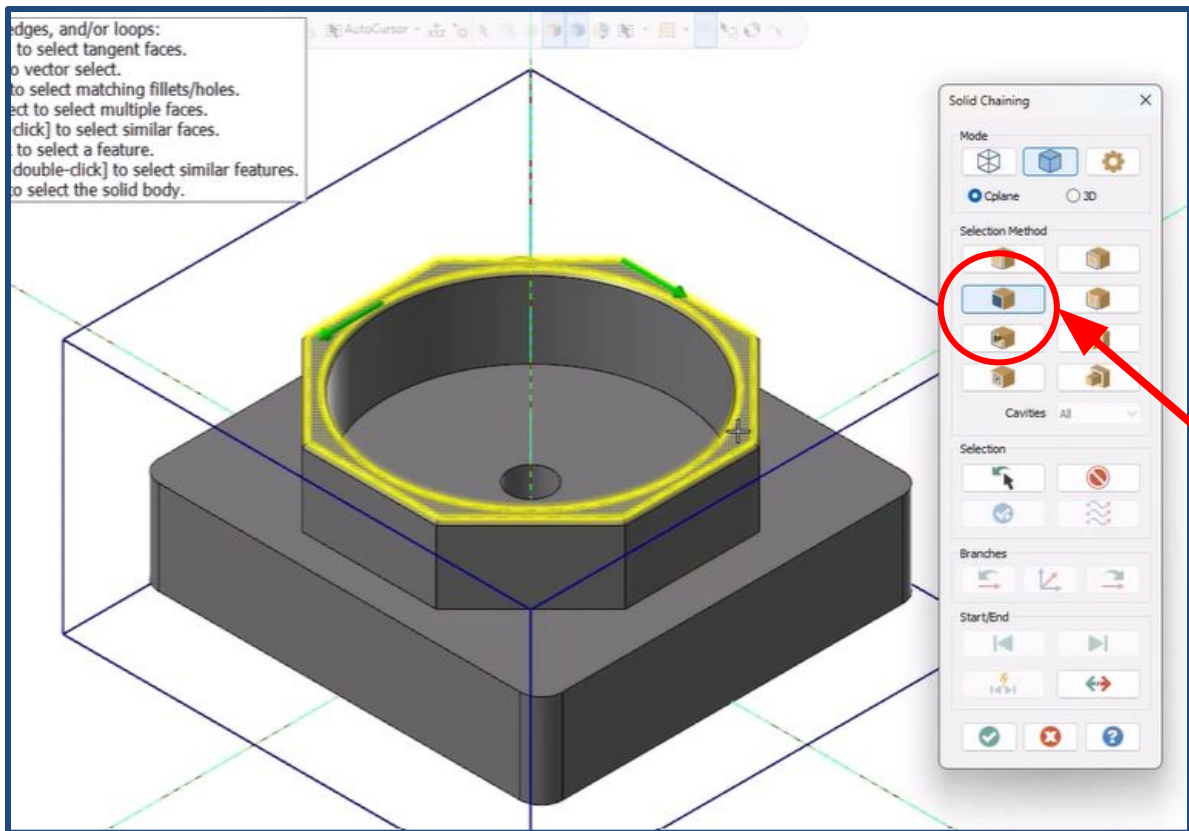 edges, and/or loops:
to select tangent faces.
o vector select.
to select matching fillets/holes.
ect to select multiple faces.
click] to select similar faces.
to select a feature.
double-click] to select similar features.
to select the solid body.
AutoCursor
Solid Chaining
Mode
Cplane 3D
Selection Method
Cavities All
Selection
Branches
Start/End